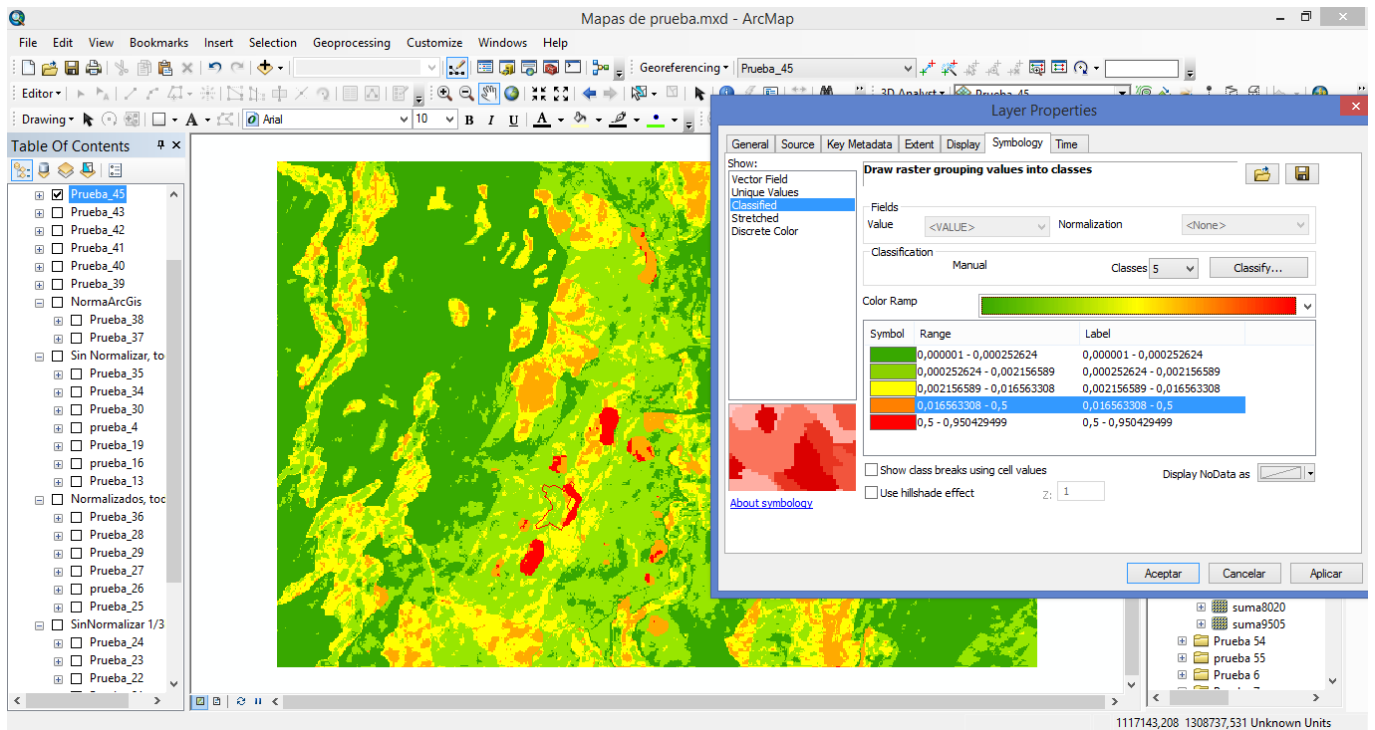 Mapas de prueba.mxd - ArcMap
File Edit View Bookmarks Insert Selection Geoprocessing Customize Windows Help
Georeferencing Prueba_45
Editor 3D Analyst Prueba_45
Drawing A Arial 10 B I U A
Layer Properties
General Source Key Metadata Extent Display Symbology Time
Show:
Vector Field
Unique Values
Classified
Stretched
Discrete Color
About symbology
Draw raster grouping values into classes
Fields
Value <VALUE> Normalization <None>
Classification
Manual Classes 5 Classify...
Color Ramp
Symbol Range Label
0,000001 - 0,000252624 0,000001 - 0,000252624
0,000252624 - 0,002156589 0,000252624 - 0,002156589
0,002156589 - 0,016563308 0,002156589 - 0,016563308
0,016563308 - 0,5 0,016563308 - 0,5
0,5 - 0,950429499 0,5 - 0,950429499
Show class breaks using cell values Display NoData as
Use hillshade effect Z: 1
Aceptar Cancelar Aplicar
Table Of Contents
Prueba_45
Prueba_43
Prueba_42
Prueba_41
Prueba_40
Prueba_39
NormaArcGis
Prueba_38
Prueba_37
Sin Normalizar, to
Prueba_35
Prueba_34
Prueba_30
prueba_4
Prueba_19
prueba_16
Prueba_13
Normalizados, toc
Prueba_36
Prueba_28
Prueba_29
Prueba_27
prueba_26
Prueba_25
SinNormalizar 1/3
Prueba_24
Prueba_23
Prueba_22
suma8020
suma9505
Prueba 54
prueba 55
Prueba 6
1117143,208 1308737,531 Unknown Units